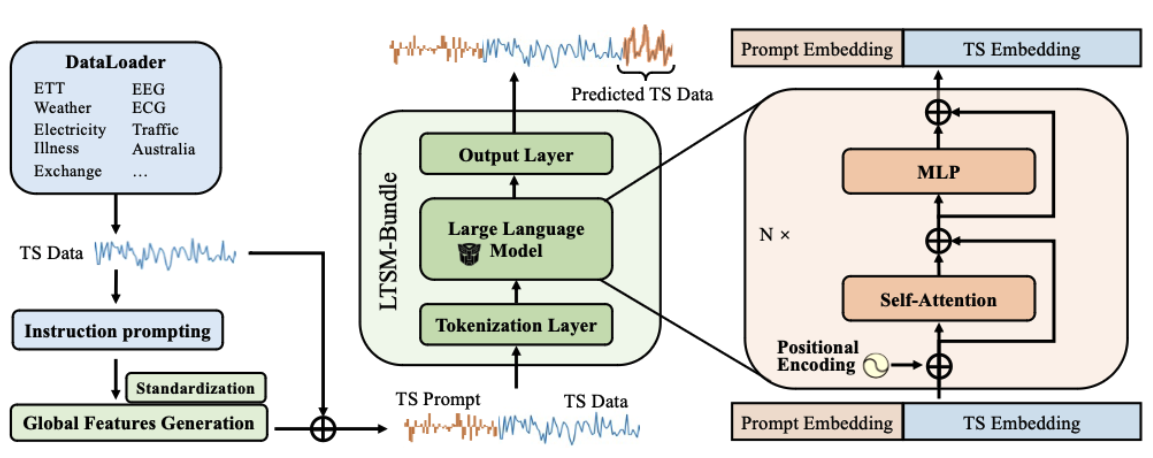 DataLoader
ETT
EEG
Weather
ECG
Electricity
Traffic
Illness
Australia
Exchange
...
TS Data
Instruction prompting
Standardization
Global Features Generation
Predicted TS Data
LTSM-Bundle
Output Layer
Large Language
Model
Tokenization Layer
TS Prompt
TS Data
Prompt Embedding
TS Embedding
MLP
N ×
Self-Attention
Positional
Encoding
Prompt Embedding
TS Embedding